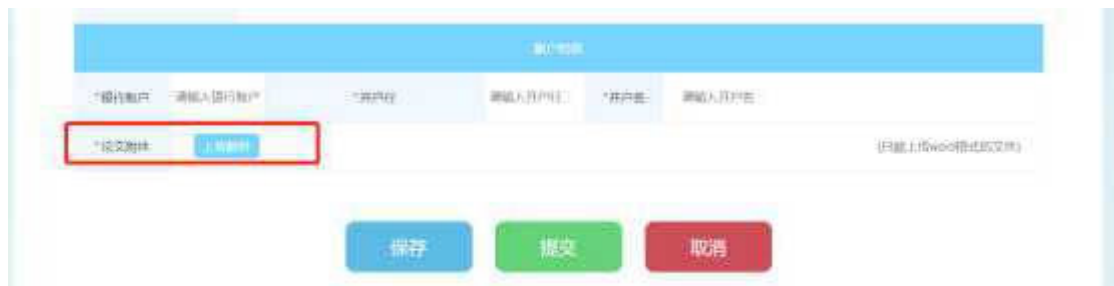 账户信息
*银行账户 请输入银行账户 *开户行 请输入开户行 *开户名 请输入开户名
*论文附件 上传附件 (只能上传word格式的文件)
保存 提交 取消